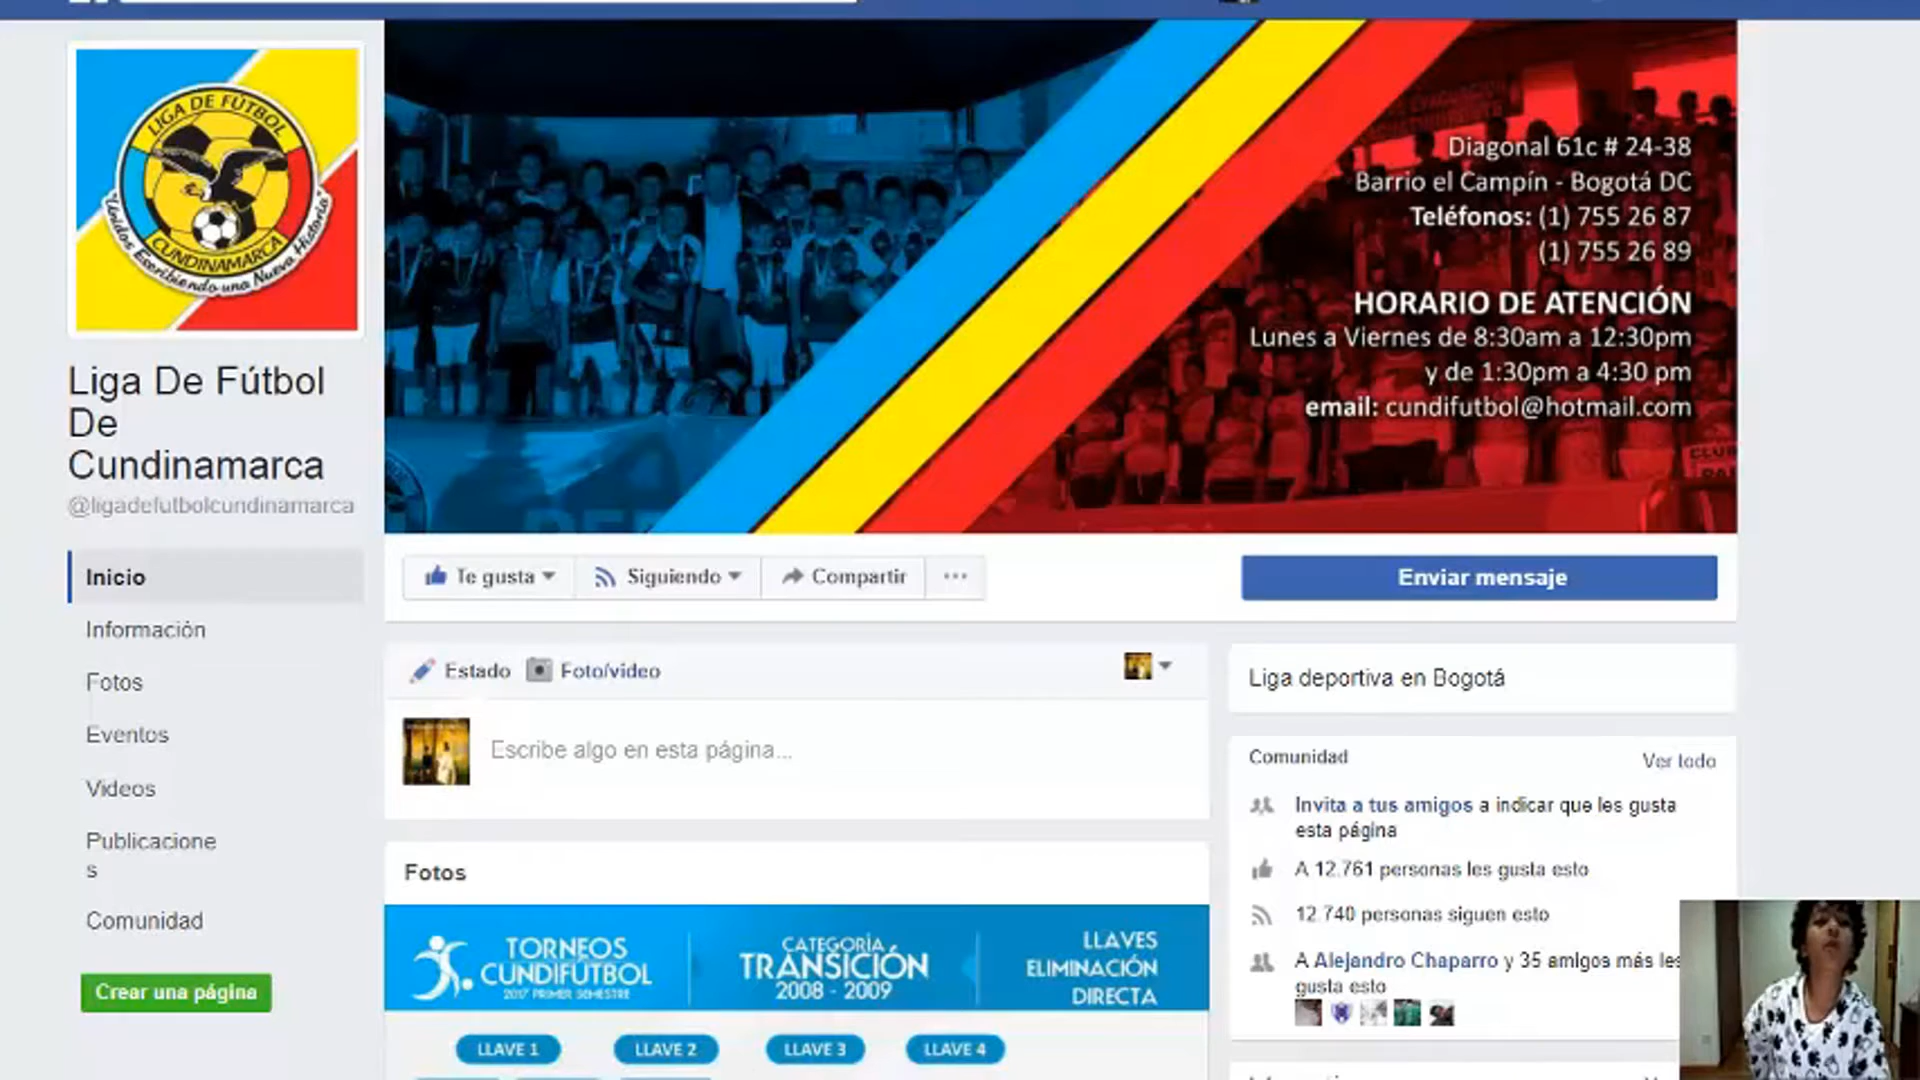 LIGA DE FÚTBOL
CUNDINAMARCA
"Unidos Escribiendo una Nueva Historia"
Liga De Fútbol
De
Cundinamarca
@ligadefutbolcundinamarca
Inicio
Información
Fotos
Eventos
Videos
Publicacione
s
Comunidad
Crear una página
Diagonal 61c # 24-38
Barrio el Campín - Bogotá DC
Teléfonos: (1) 755 26 87
(1) 755 26 89
HORARIO DE ATENCIÓN
Lunes a Viernes de 8:30am a 12:30pm
y de 1:30pm a 4:30 pm
email: cundifutbol@hotmail.com
CLUB
Te gusta
Siguiendo
Compartir
Enviar mensaje
Estado
Foto/video
Escribe algo en esta página...
Fotos
TORNEOS
CUNDIFÚTBOL
2017 PRIMER SEMESTRE
CATEGORÍA
TRANSICIÓN
2008 - 2009
LLAVES
ELIMINACIÓN
DIRECTA
LLAVE 1
LLAVE 2
LLAVE 3
LLAVE 4
Liga deportiva en Bogotá
Comunidad
Ver todo
Invita a tus amigos a indicar que les gusta
esta página
A 12.761 personas les gusta esto
12.740 personas siguen esto
A Alejandro Chaparro y 35 amigos más les
gusta esto